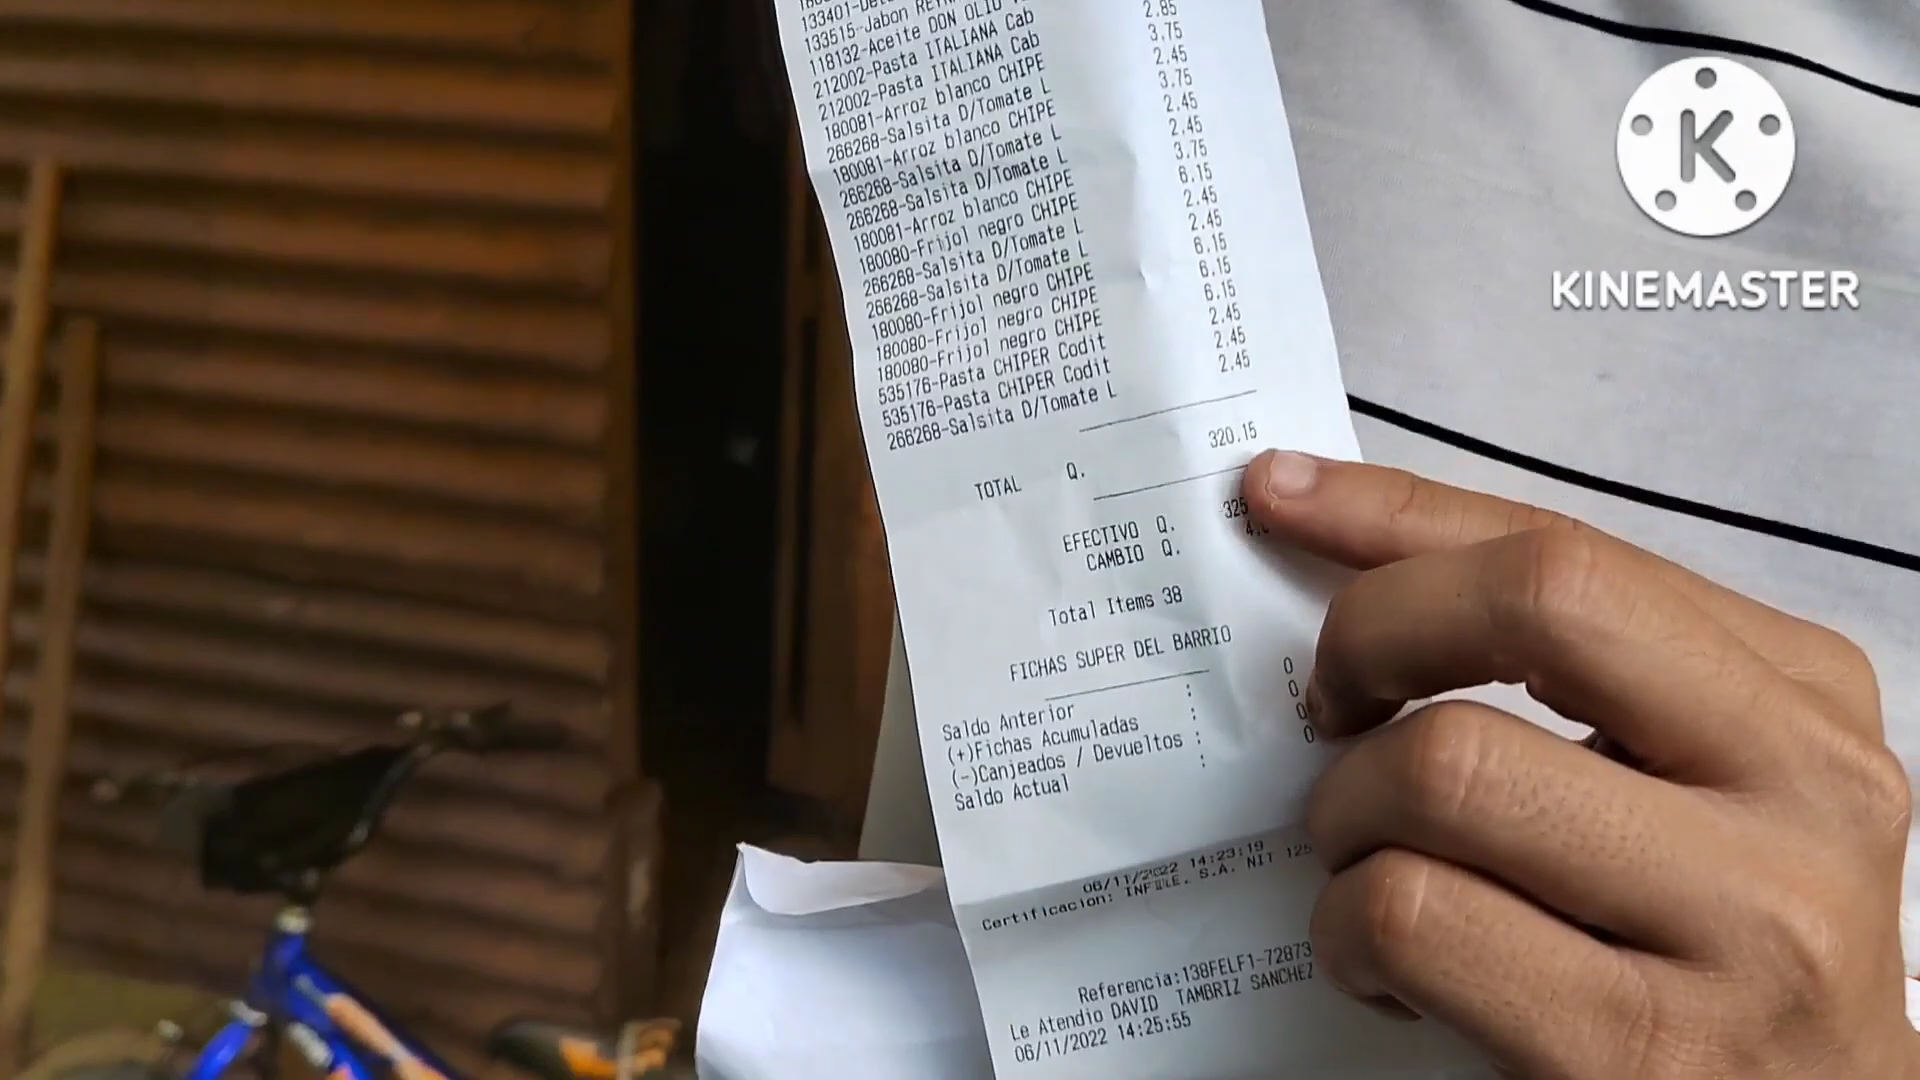 133515-Jabon
118132-Aceite DON OLIO 2.85
212002-Pasta ITALIANA Cab 3.75
212002-Pasta ITALIANA Cab 2.45
180081-Arroz blanco CHIPE 3.75
266268-Salsita D/Tomate L 2.45
180081-Arroz blanco CHIPE 2.45
266268-Salsita D/Tomate L 3.75
266268-Salsita D/Tomate L 6.15
180081-Arroz blanco CHIPE 2.45
180080-Frijol negro CHIPE 2.45
266268-Salsita D/Tomate L 6.15
266268-Salsita D/Tomate L 6.15
180080-Frijol negro CHIPE 6.15
180080-Frijol negro CHIPE 2.45
180080-Frijol negro CHIPE 2.45
535176-Pasta CHIPER Codit 2.45
535176-Pasta CHIPER Codit
266268-Salsita D/Tomate L
TOTAL Q. 320.15
EFECTIVO Q. 325
CAMBIO Q. 4.
Total Items 38
FICHAS SUPER DEL BARRIO
Saldo Anterior : 0
(+)Fichas Acumuladas : 0
(-)Canjeados / Devueltos : 0
Saldo Actual : 0
06/11/2022 14:23:19
Certificacion: INFILE, S.A. NIT 125
Referencia:138FELF1-72873
Le Atendio DAVID TAMBRIZ SANCHEZ
06/11/2022 14:25:55
K
KINEMASTER